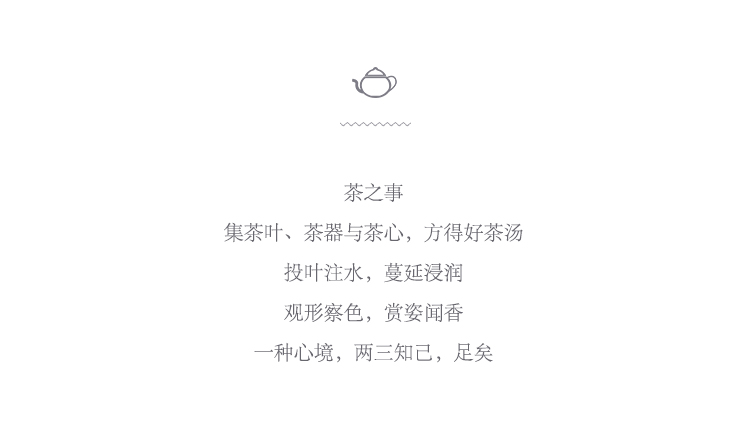 茶之事
集茶叶、茶器与茶心，方得好茶汤
投叶注水，蔓延浸润
观形察色，赏姿闻香
一种心境，两三知己，足矣